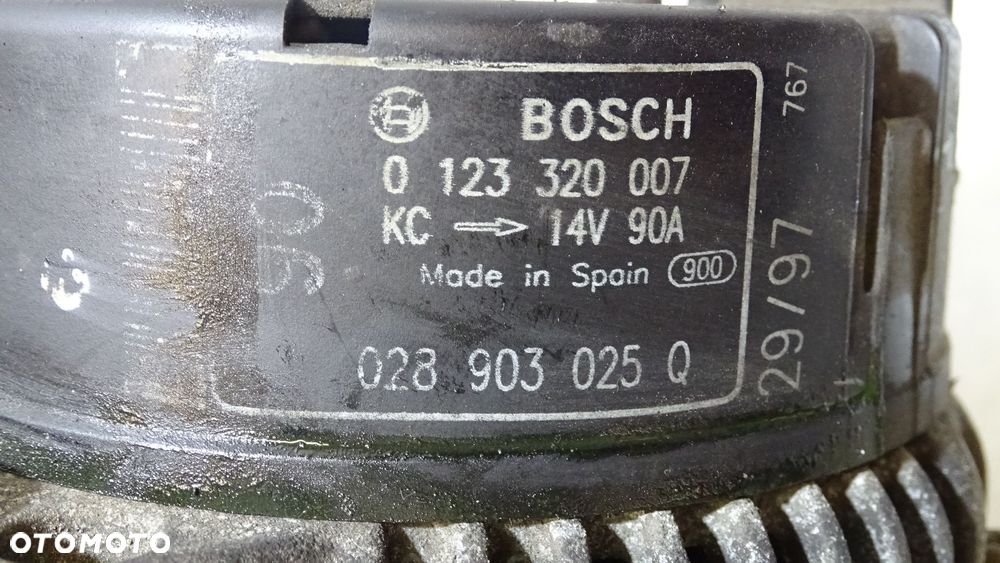 BOSCH
0 123 320 007
KC → 14V 90A
Made in Spain 900
028 903 025 Q
90
29/97
767
OTOMOTO